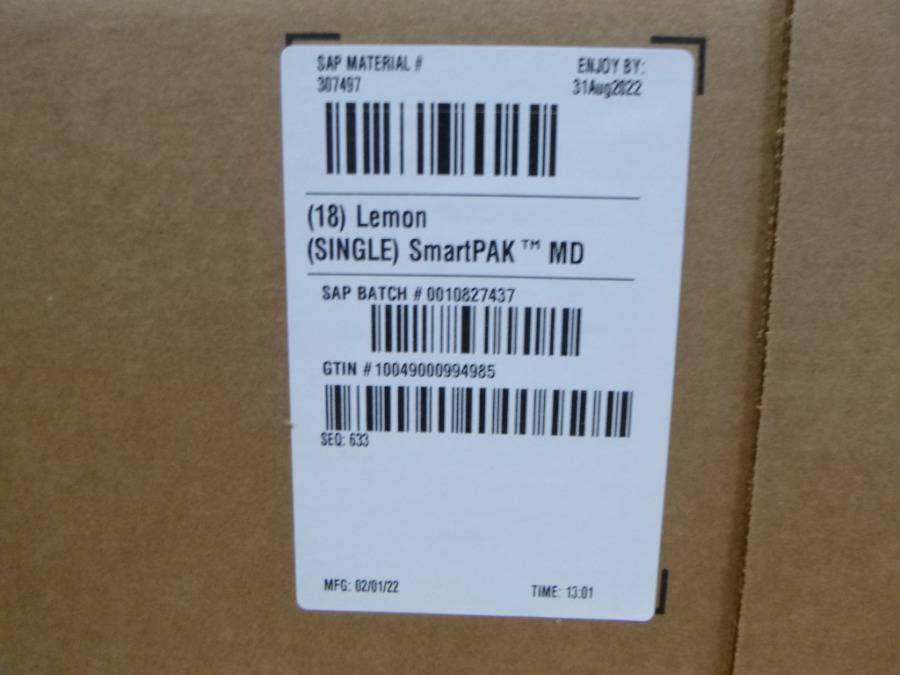 SAP MATERIAL #
307497
ENJOY BY:
31Aug2022
(18) Lemon
(SINGLE) SmartPAK™ MD
SAP BATCH # 0010827437
GTIN # 10049000994985
SEQ: 633
MFG: 02/01/22
TIME: 13:01